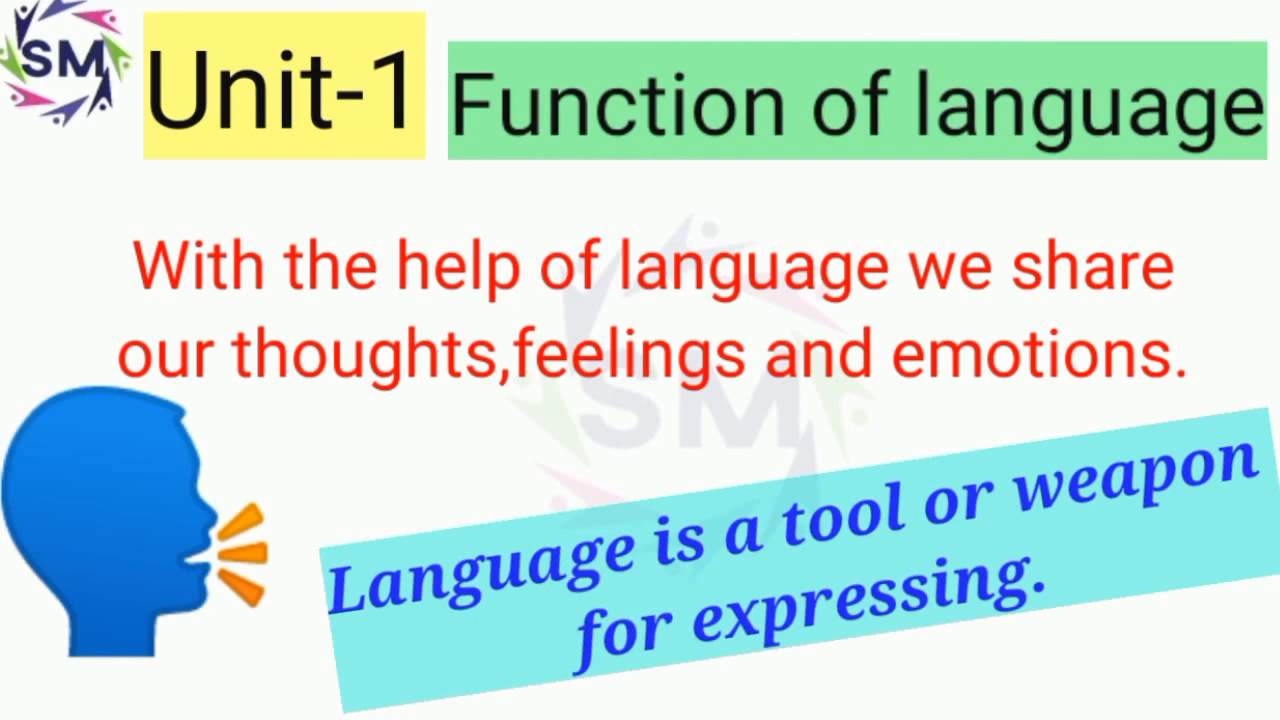 SM
Unit-1
Function of language
With the help of language we share
our thoughts,feelings and emotions.
SM
Language is a tool or weapon
for expressing.